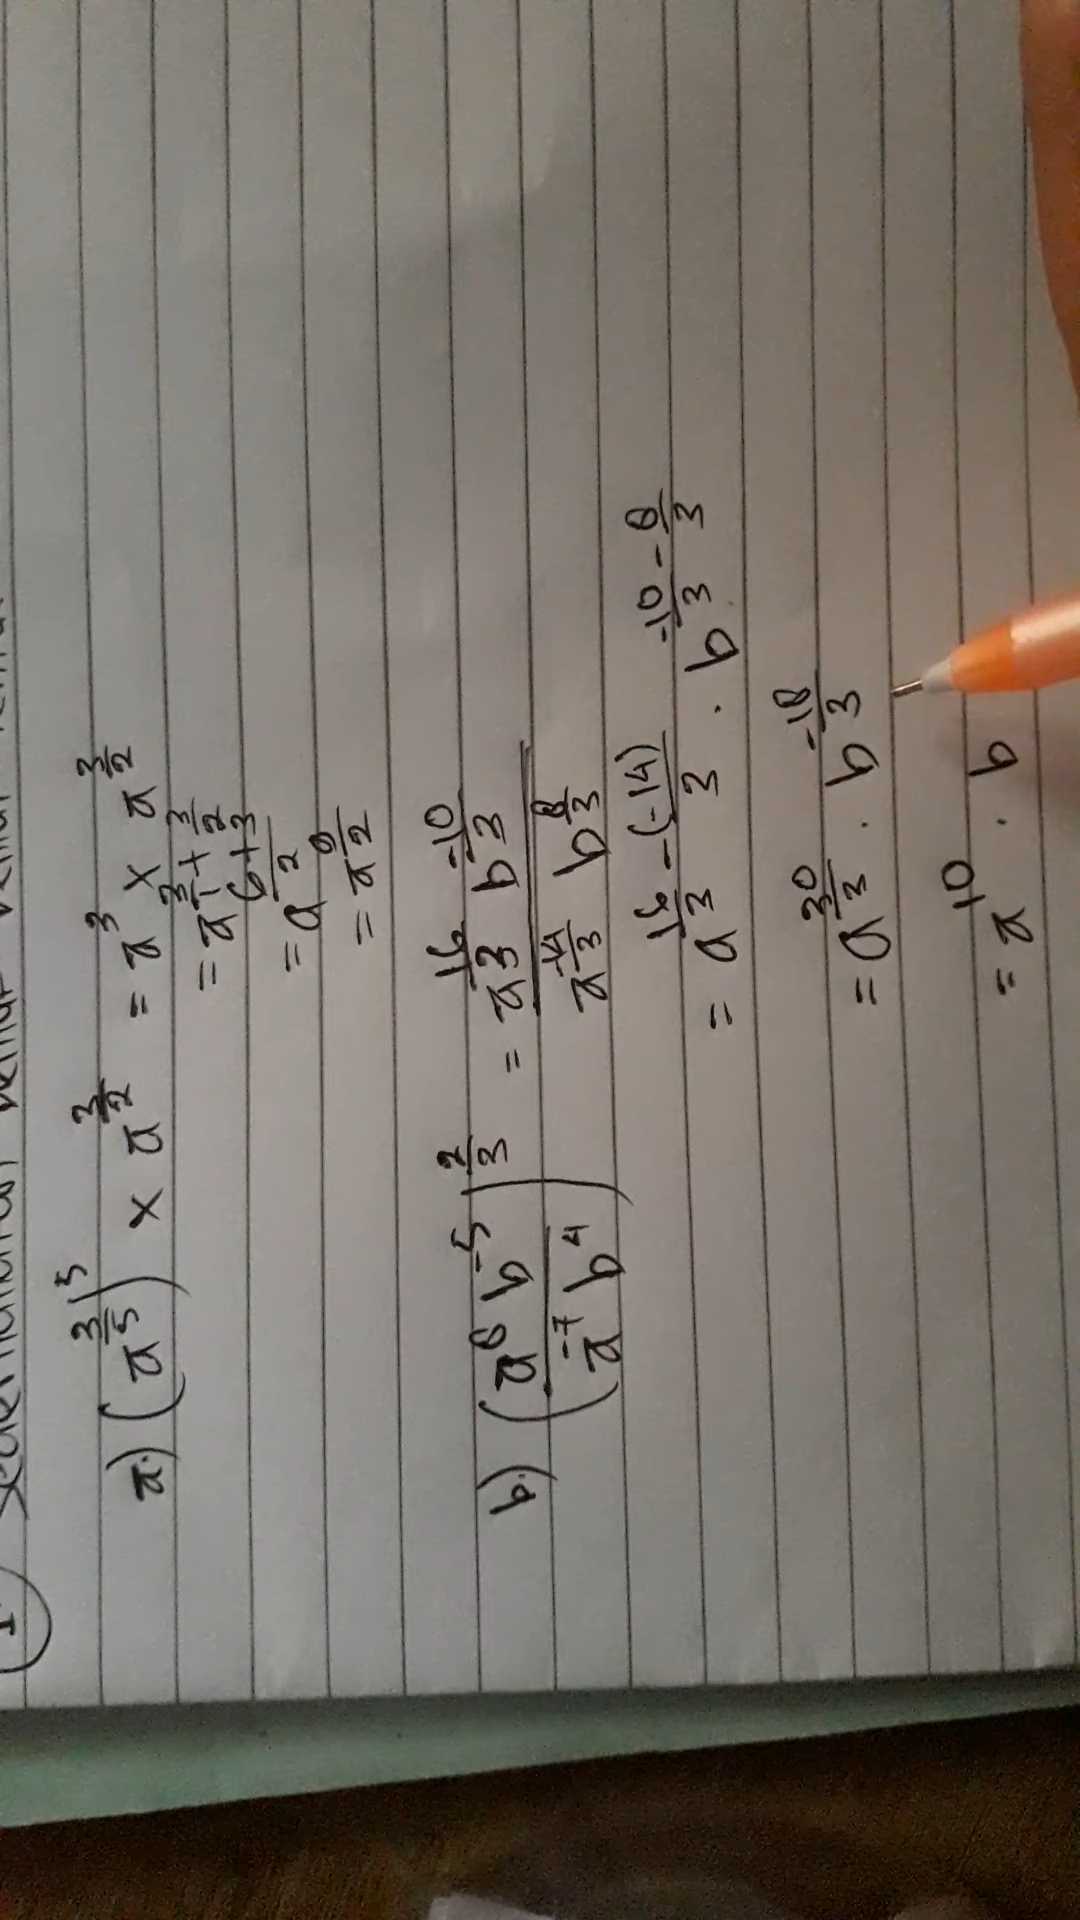 1
a.) (a^{3/5})^5 × a^{3/2} = a^3 × a^{3/2}
= a^{3/1 + 3/2}
= a^{(6+3)/2}
= a^{9/2}
b.) (a^8 b^{-5} / a^{-7} b^4)^{2/3} = a^{16/3} b^{-10/3} / a^{-14/3} b^{8/3}
= a^{16/3 - (-14)/3} . b^{-10/3 - 8/3}
= a^{30/3} . b^{-18/3}
= a^{10} . b